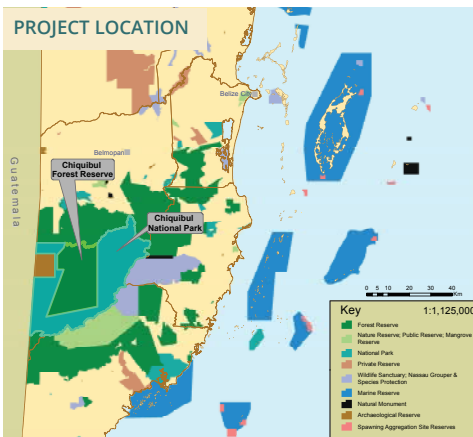 PROJECT LOCATION
Belize City
Belmopan
Guatemala
Chiquibul
Forest Reserve
Chiquibul
National Park
0 5 10 20 30 40
Km
Key 1:1,125,000
Forest Reserve
Nature Reserve; Public Reserve; Mangrove
Reserve
National Park
Private Reserve
Wildlife Sanctuary; Nassau Grouper &
Species Protection
Marine Reserve
Natural Monument
Archaeological Reserve
Spawning Aggregation Site Reserves